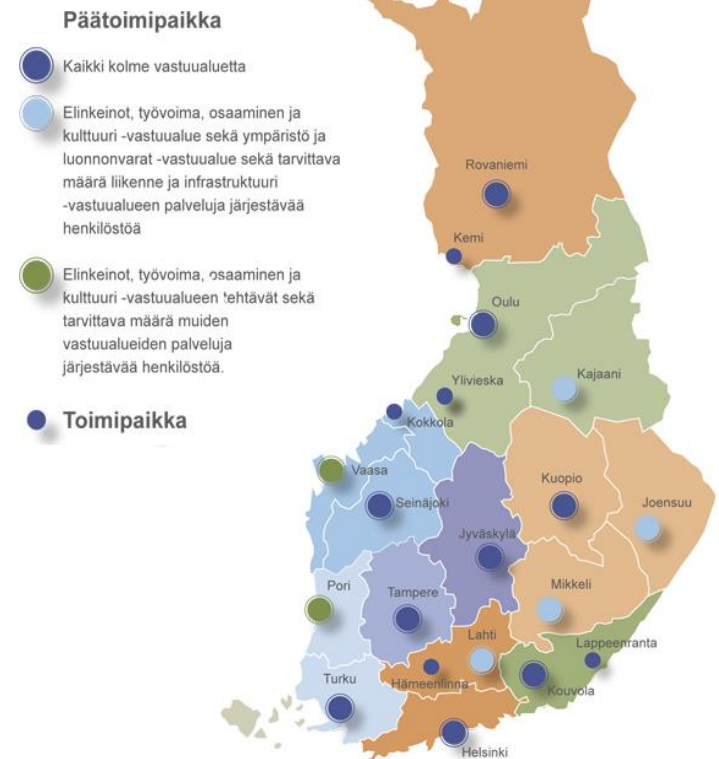 Päätoimipaikka
Kaikki kolme vastuualuetta
Elinkeinot, työvoima, osaaminen ja
kulttuuri -vastuualue sekä ympäristö ja
luonnonvarat -vastuualue sekä tarvittava
määrä liikenne ja infrastruktuuri
-vastuualueen palveluja järjestävää
henkilöstöä
Elinkeinot, työvoima, osaaminen ja
kulttuuri -vastuualueen tehtävät sekä
tarvittava määrä muiden
vastuualueiden palveluja
järjestävää henkilöstöä.
Toimipaikka
Rovaniemi
Kemi
Oulu
Ylivieska
Kajaani
Kokkola
Vaasa
Seinäjoki
Kuopio
Joensuu
Jyväskylä
Pori
Tampere
Mikkeli
Lahti
Lappeenranta
Turku
Hämeenlinna
Kouvola
Helsinki